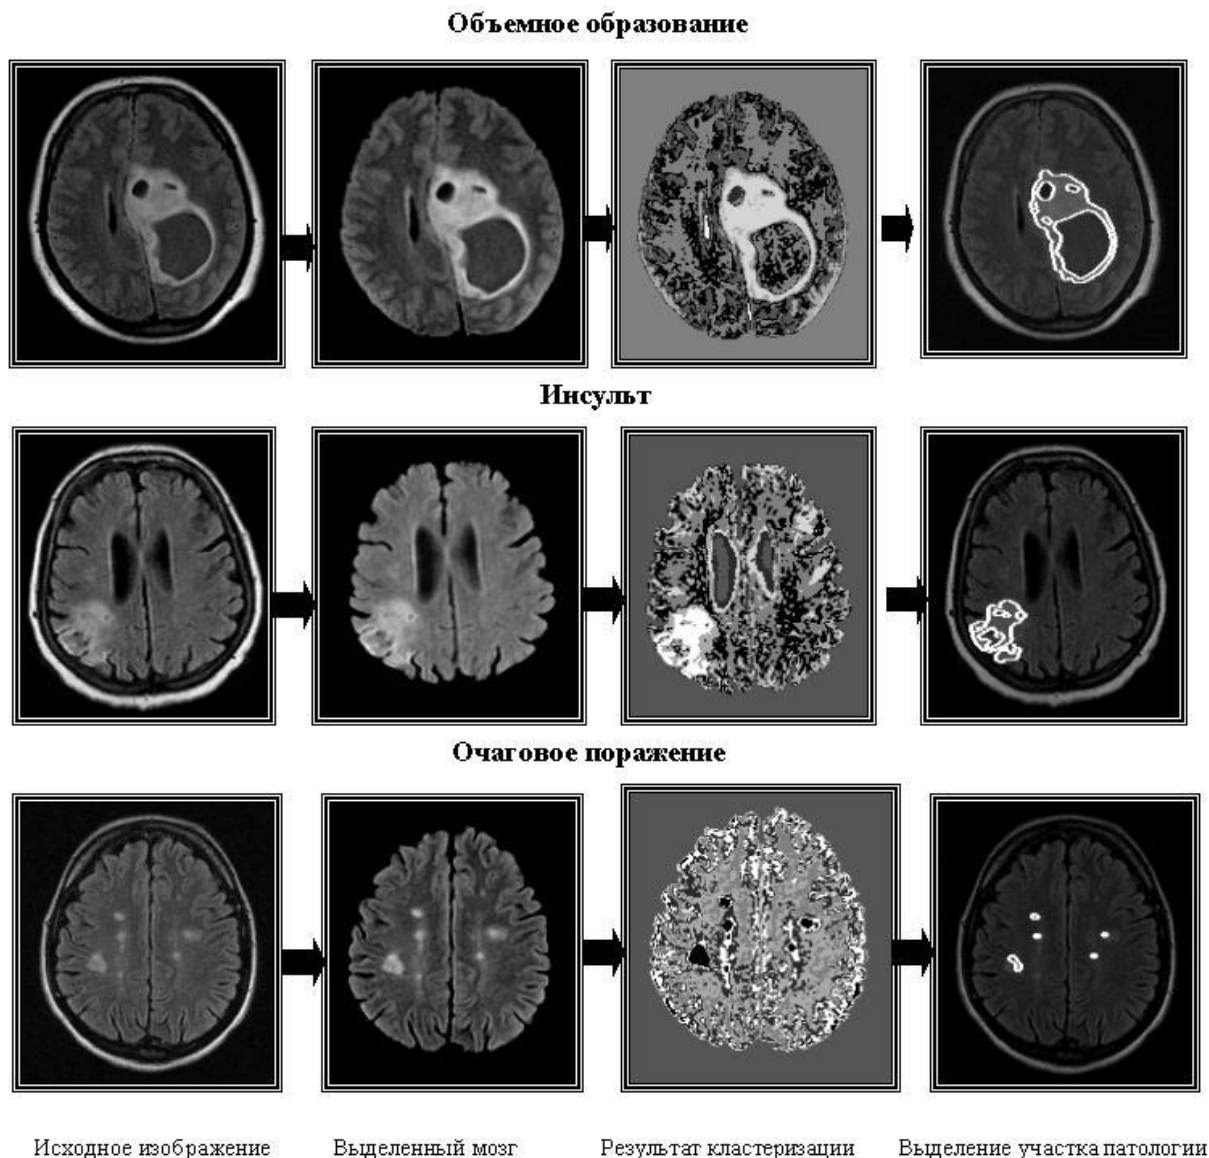 Объемное образование
Инсульт
Очаговое поражение
Исходное изображение Выделенный мозг Результат кластеризации Выделение участка патологии